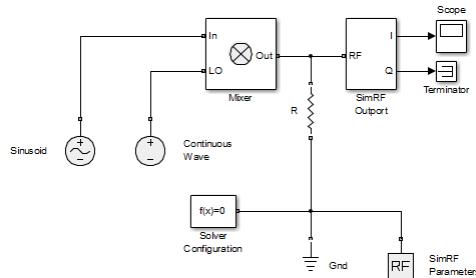 Scope
In
Out
LO
Mixer
RF
I
Q
SimRF
Outport
Terminator
R
Sinusoid
Continuous
Wave
f(x)=0
Solver
Configuration
Gnd
RF
SimRF
Parameter